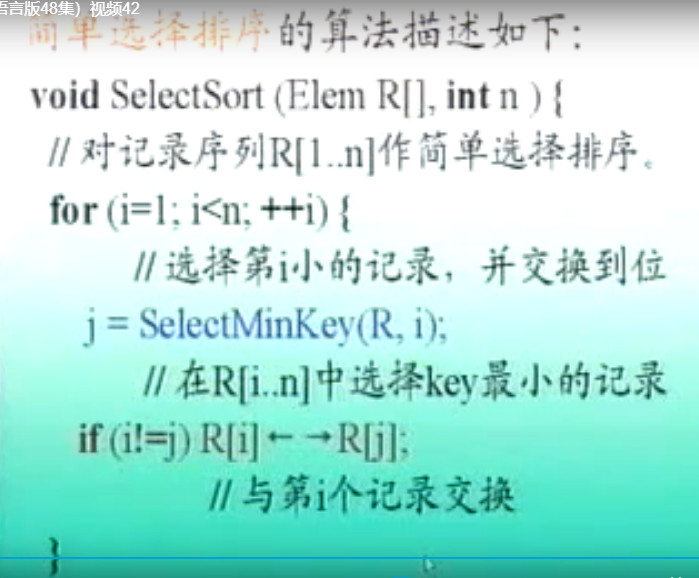 言版48集）视频42
简单选择排序的算法描述如下：
void SelectSort (Elem R[], int n ) {
// 对记录序列R[1..n]作简单选择排序。
for (i=1; i<n; ++i) {
// 选择第i小的记录，并交换到位
j = SelectMinKey(R, i);
// 在R[i..n]中选择key最小的记录
if (i!=j) R[i]←→R[j];
// 与第i个记录交换
}